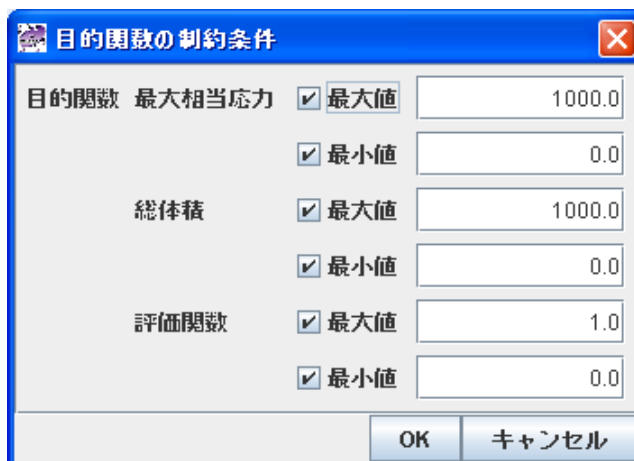 目的関数の制約条件
目的関数 最大相当応力 最大値 1000.0
最小値 0.0
総体積 最大値 1000.0
最小値 0.0
評価関数 最大値 1.0
最小値 0.0
OK キャンセル